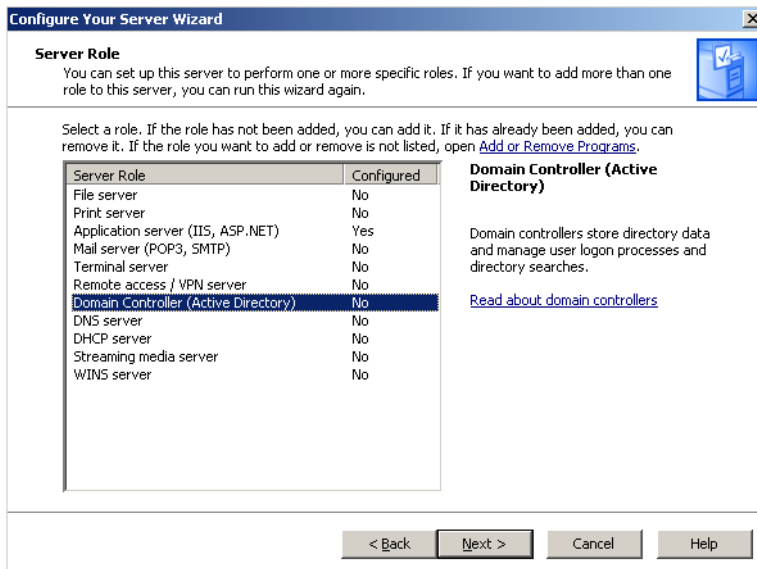 Configure Your Server Wizard
Server Role
You can set up this server to perform one or more specific roles. If you want to add more than one
role to this server, you can run this wizard again.
Select a role. If the role has not been added, you can add it. If it has already been added, you can
remove it. If the role you want to add or remove is not listed, open Add or Remove Programs.
Server Role Configured
File server No
Print server No
Application server (IIS, ASP.NET) Yes
Mail server (POP3, SMTP) No
Terminal server No
Remote access / VPN server No
Domain Controller (Active Directory) No
DNS server No
DHCP server No
Streaming media server No
WINS server No
Domain Controller (Active
Directory)
Domain controllers store directory data
and manage user logon processes and
directory searches.
Read about domain controllers
< Back Next > Cancel Help